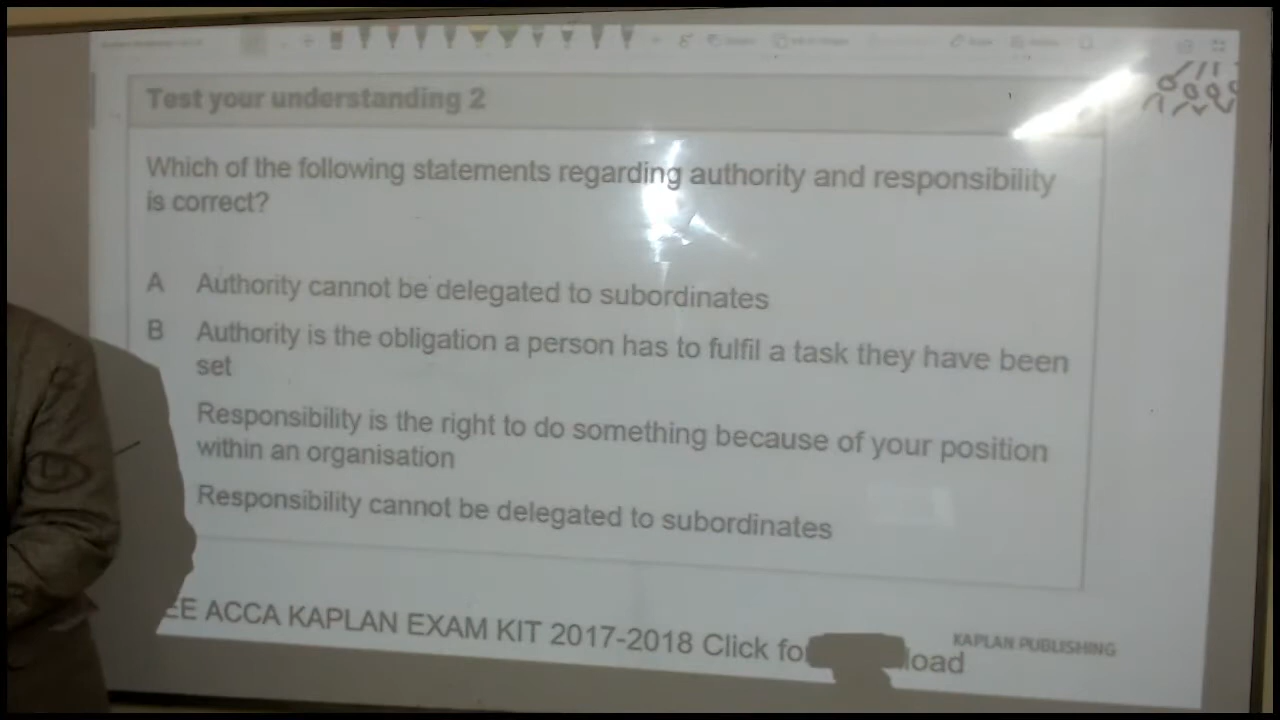 Test your understanding 2
Which of the following statements regarding authority and responsibility
is correct?
A Authority cannot be delegated to subordinates
B Authority is the obligation a person has to fulfil a task they have been
set
Responsibility is the right to do something because of your position
within an organisation
Responsibility cannot be delegated to subordinates
EE ACCA KAPLAN EXAM KIT 2017-2018 Click fo load
KAPLAN PUBLISHING